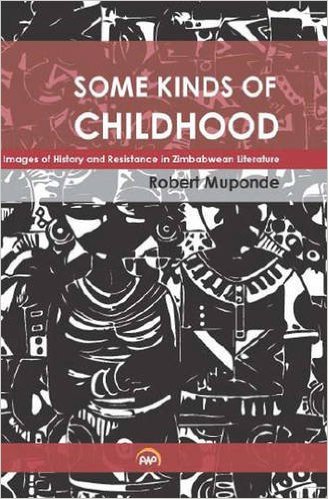 SOME KINDS OF
CHILDHOOD
Images of History and Resistance in Zimbabwean Literature
Robert Muponde
AWP